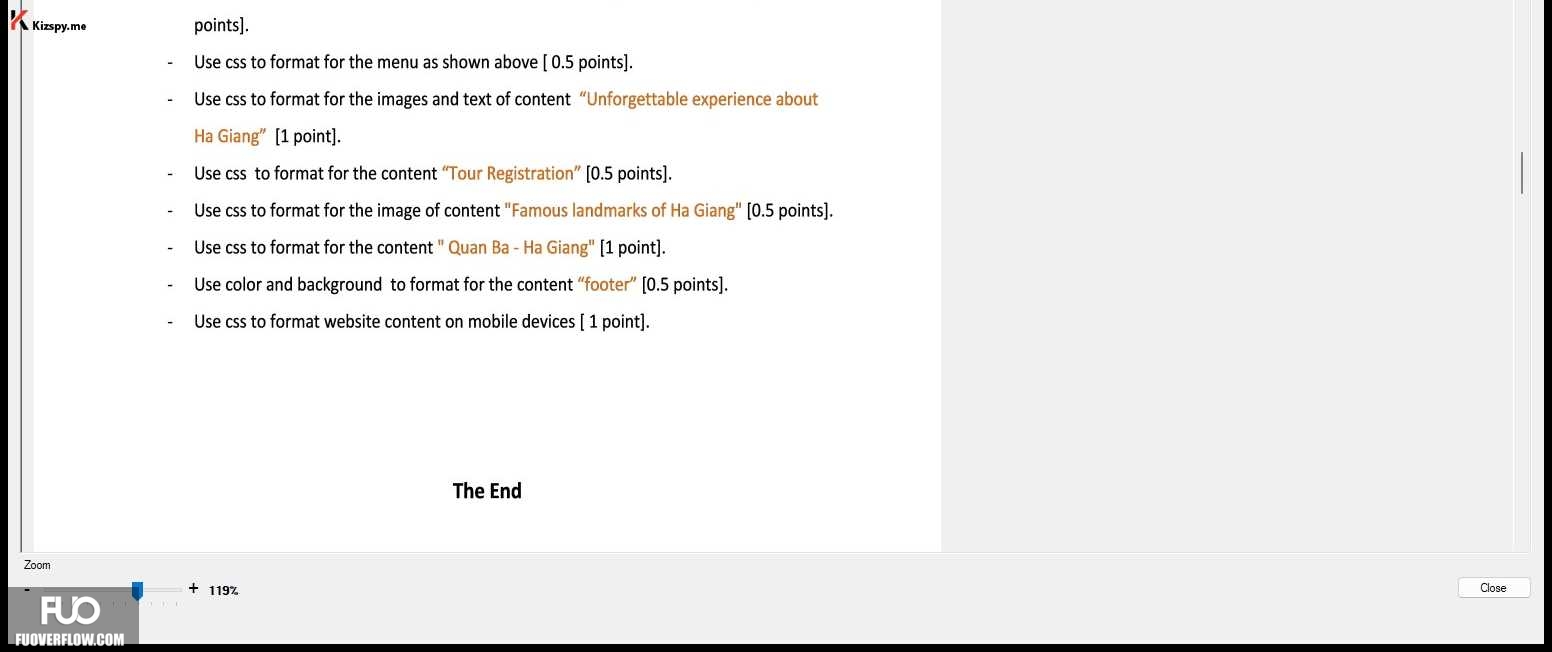 Kizspy.me
points].
- Use css to format for the menu as shown above [ 0.5 points].
- Use css to format for the images and text of content “Unforgettable experience about
Ha Giang” [1 point].
- Use css to format for the content “Tour Registration” [0.5 points].
- Use css to format for the image of content "Famous landmarks of Ha Giang" [0.5 points].
- Use css to format for the content " Quan Ba - Ha Giang" [1 point].
- Use color and background to format for the content “footer” [0.5 points].
- Use css to format website content on mobile devices [ 1 point].
The End
Zoom
- + 119%
Close
FUO
FUOVERFLOW.COM